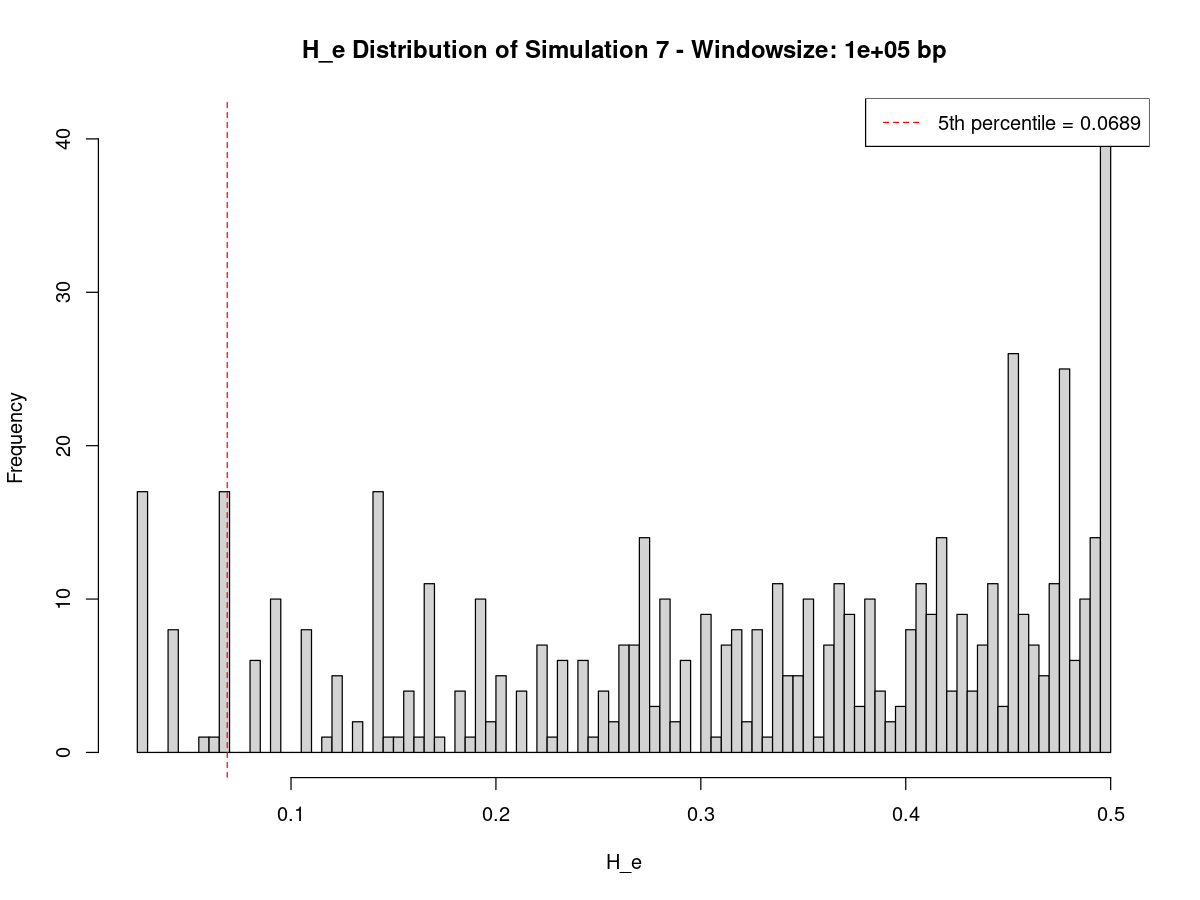 H_e Distribution of Simulation 7 - Windowsize: 1e+05 bp
5th percentile = 0.0689
Frequency
40
30
20
10
0
0.1 0.2 0.3 0.4 0.5
H_e